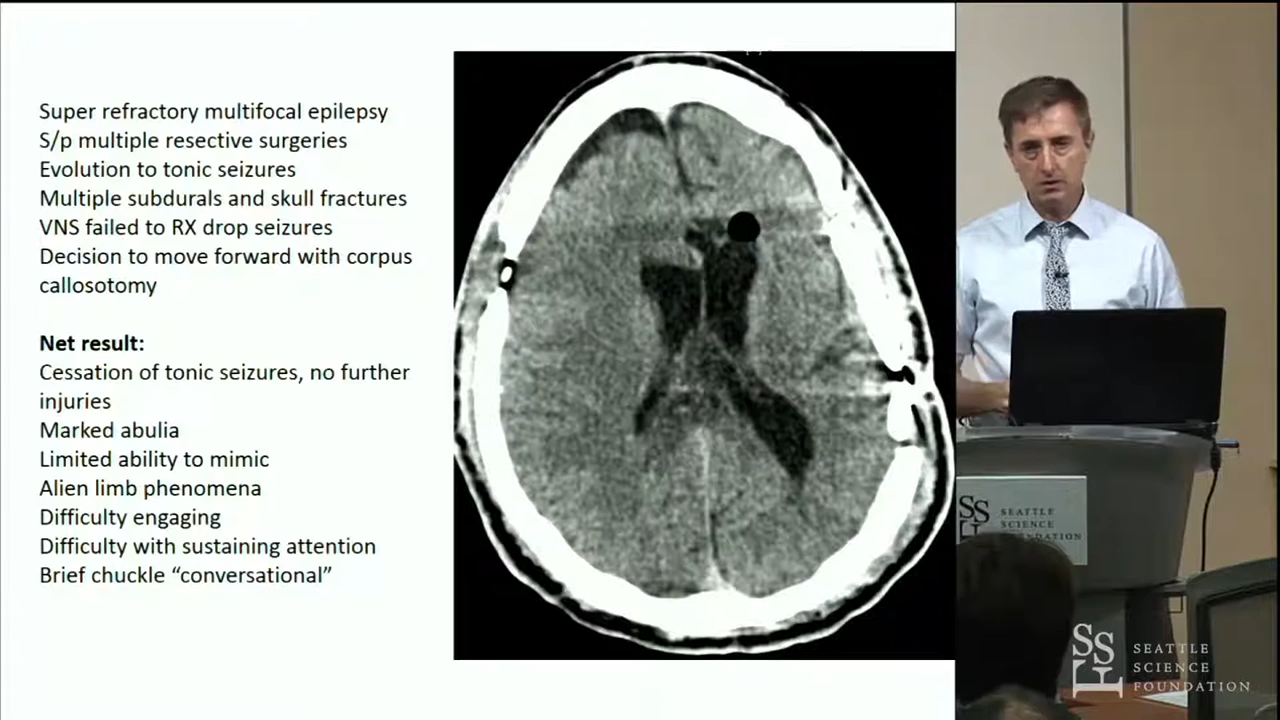 Super refractory multifocal epilepsy
S/p multiple resective surgeries
Evolution to tonic seizures
Multiple subdurals and skull fractures
VNS failed to RX drop seizures
Decision to move forward with corpus
callosotomy
Net result:
Cessation of tonic seizures, no further
injuries
Marked abulia
Limited ability to mimic
Alien limb phenomena
Difficulty engaging
Difficulty with sustaining attention
Brief chuckle “conversational”
SEATTLE
SCIENCE
FOUNDATION
SEATTLE
SCIENCE
FOUNDATION